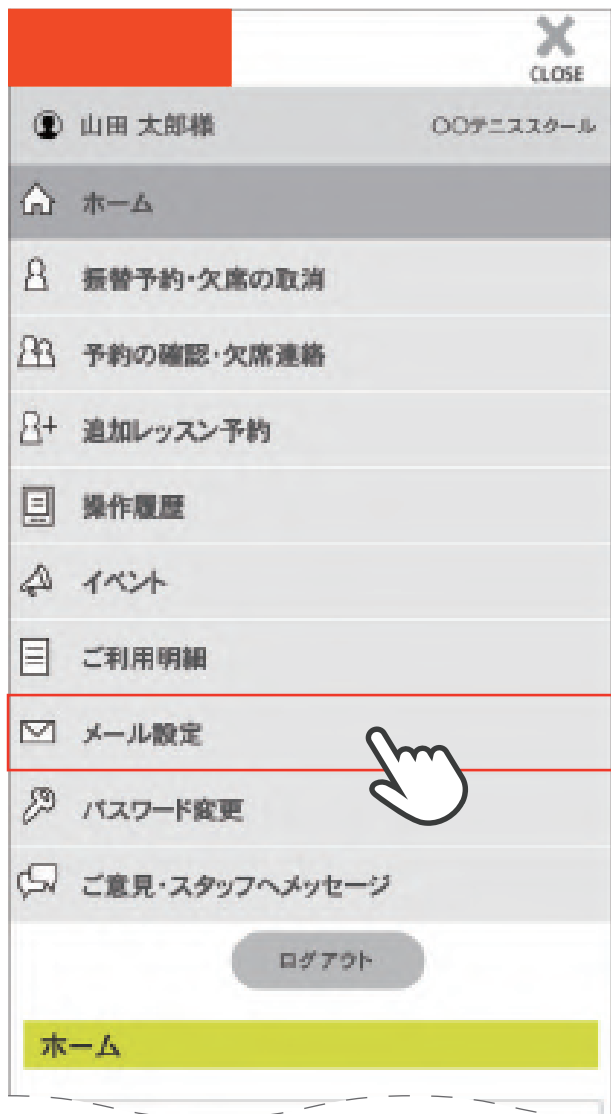 CLOSE
山田 太郎様 〇〇テニススクール
ホーム
振替予約・欠席の取消
予約の確認・欠席連絡
追加レッスン予約
操作履歴
イベント
ご利用明細
メール設定
パスワード変更
ご意見・スタッフへメッセージ
ログアウト
ホーム